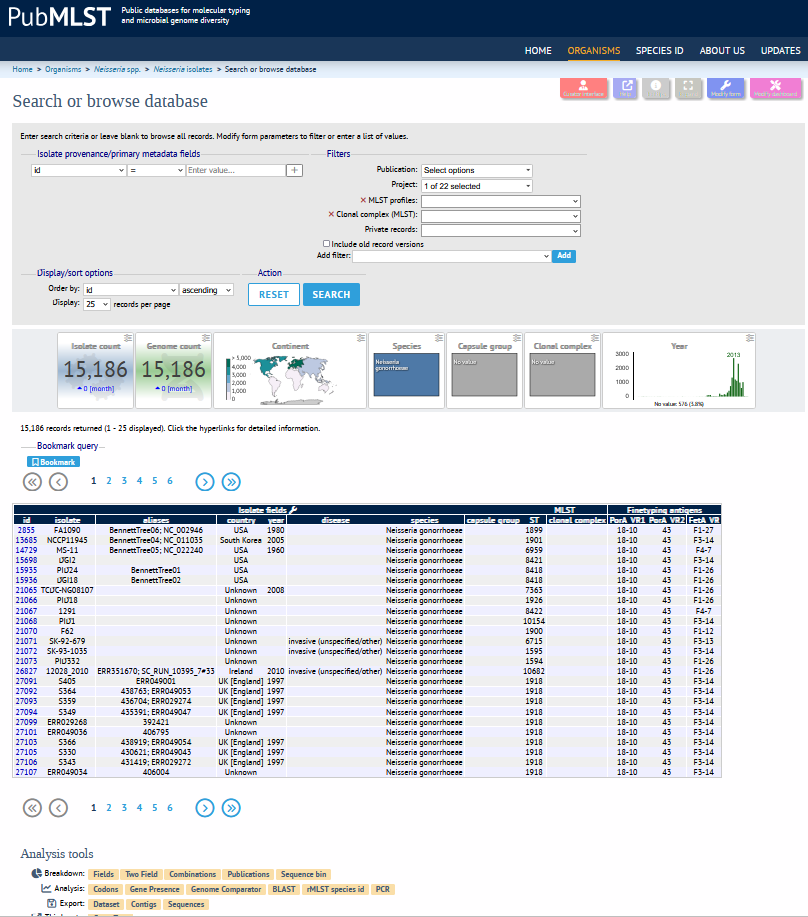 PubMLST
Public databases for molecular typing
and microbial genome diversity
HOME ORGANISMS SPECIES ID ABOUT US UPDATES
Home > Organisms > Neisseria spp. > Neisseria isolates > Search or browse database
Search or browse database
Curator interface Help Modify form Modify dashboard
Enter search criteria or leave blank to browse all records. Modify form parameters to filter or enter a list of values.
Isolate provenance/primary metadata fields
id = Enter value... +
Filters
Publication: Select options
Project: 1 of 22 selected
× MLST profiles:
× Clonal complex (MLST):
Private records:
Include old record versions
Add filter: Add
Display/sort options
Order by: id ascending
Display: 25 records per page
Action
RESET SEARCH
Isolate count
15,186
0 [month]
Genome count
15,186
0 [month]
Continent
> 5,000
4,000
3,000
2,000
1,000
0
Species
Neisseria
gonorrhoeae
Capsule group
No value
Clonal complex
No value
Year
3000
2000
1000
0
2013
No value: 576 (3.8%)
15,186 records returned (1 - 25 displayed). Click the hyperlinks for detailed information.
Bookmark query
Bookmark
1 2 3 4 5 6
Isolate fields MLST Finetyping antigens
id isolate aliases country year disease species capsule group ST clonal complex PorA VR1 PorA VR2 FetA VR
2855 FA1090 BennettTree06; NC_002946 USA 1980 Neisseria gonorrhoeae 1899 18-10 43 F1-27
13685 NCCP11945 BennettTree04; NC_011035 South Korea 2005 Neisseria gonorrhoeae 1901 18-10 43 F3-14
14729 MS-11 BennettTree05; NC_022240 USA 1960 Neisseria gonorrhoeae 6959 18-10 43 F4-7
15698 DGI2 USA Neisseria gonorrhoeae 8421 18-10 43 F3-14
15935 PID24 BennettTree01 USA Neisseria gonorrhoeae 8418 18-10 43 F1-26
15936 DGI18 BennettTree02 USA Neisseria gonorrhoeae 8418 18-10 43 F1-26
21065 TCDC-NG08107 Unknown 2008 Neisseria gonorrhoeae 7363 18-10 43 F1-26
21066 PID18 Unknown Neisseria gonorrhoeae 1926 18-10 43 F1-26
21067 1291 Unknown Neisseria gonorrhoeae 8422 18-10 43 F4-7
21068 PID1 Unknown Neisseria gonorrhoeae 10154 18-10 43 F3-14
21070 F62 Unknown Neisseria gonorrhoeae 1900 18-10 43 F1-12
21071 SK-92-679 Unknown invasive (unspecified/other) Neisseria gonorrhoeae 6715 18-10 43 F3-13
21072 SK-93-1035 Unknown invasive (unspecified/other) Neisseria gonorrhoeae 1595 18-10 43 F3-14
21073 PID332 Unknown Neisseria gonorrhoeae 1594 18-10 43 F1-26
26827 12028_2010 ERR351670; SC_RUN_10395_7#33 Ireland 2010 invasive (unspecified/other) Neisseria gonorrhoeae 10682 18-10 43 F1-26
27091 S405 ERR049001 UK [England] 1997 Neisseria gonorrhoeae 1918 18-10 43 F3-14
27092 S364 438763; ERR049053 UK [England] 1997 Neisseria gonorrhoeae 1918 18-10 43 F3-14
27093 S359 436704; ERR029274 UK [England] 1997 Neisseria gonorrhoeae 1918 18-10 43 F3-14
27094 S349 435391; ERR049047 UK [England] 1997 Neisseria gonorrhoeae 1918 18-10 43 F3-14
27099 ERR029268 392421 Unknown Neisseria gonorrhoeae 1918 18-10 43 F3-14
27101 ERR049036 406795 Unknown Neisseria gonorrhoeae 1918 18-10 43 F3-14
27103 S366 438919; ERR049054 UK [England] 1997 Neisseria gonorrhoeae 1918 18-10 43 F3-14
27105 S330 430621; ERR049043 UK [England] 1997 Neisseria gonorrhoeae 1918 18-10 43 F3-14
27106 S343 431419; ERR029272 UK [England] 1997 Neisseria gonorrhoeae 1918 18-10 43 F3-14
27107 ERR049034 406004 Unknown Neisseria gonorrhoeae 1918 18-10 43 F3-14
1 2 3 4 5 6
Analysis tools
Breakdown: Fields Two Field Combinations Publications Sequence bin
Analysis: Codons Gene Presence Genome Comparator BLAST rMLST species id PCR
Export: Dataset Contigs Sequences